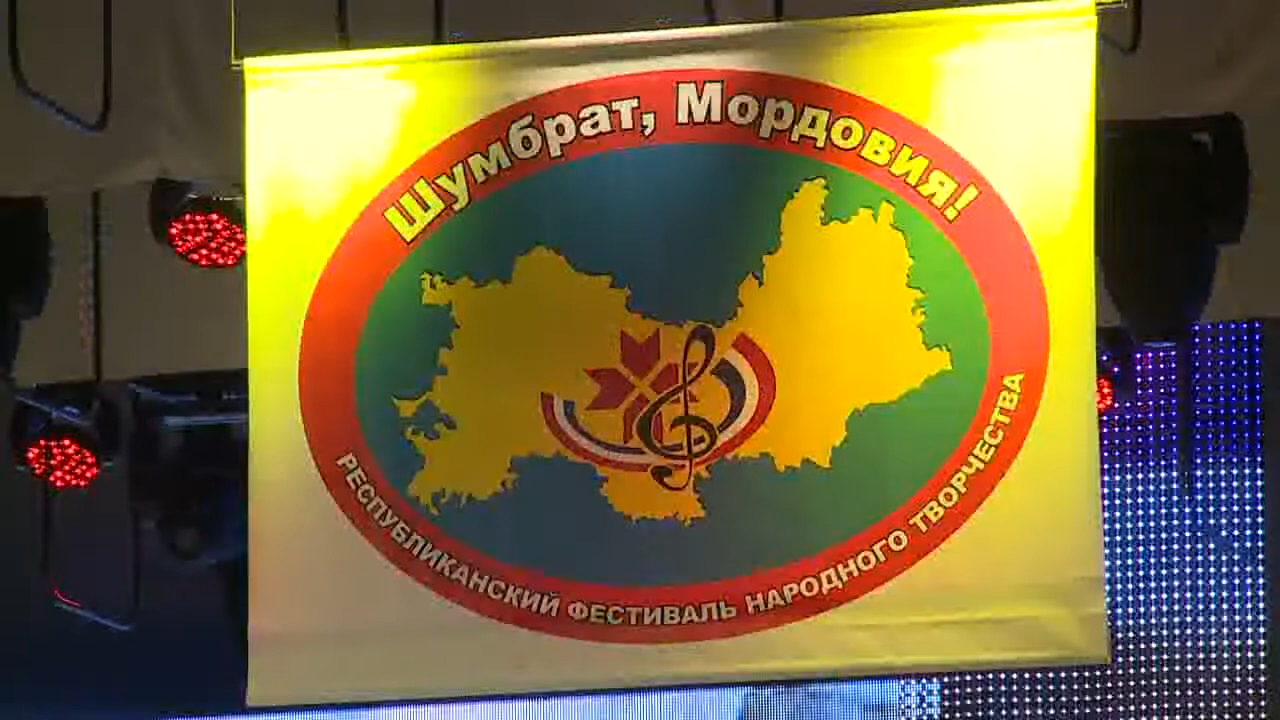 Шумбрат, Мордовия!
РЕСПУБЛИКАНСКИЙ ФЕСТИВАЛЬ НАРОДНОГО ТВОРЧЕСТВА